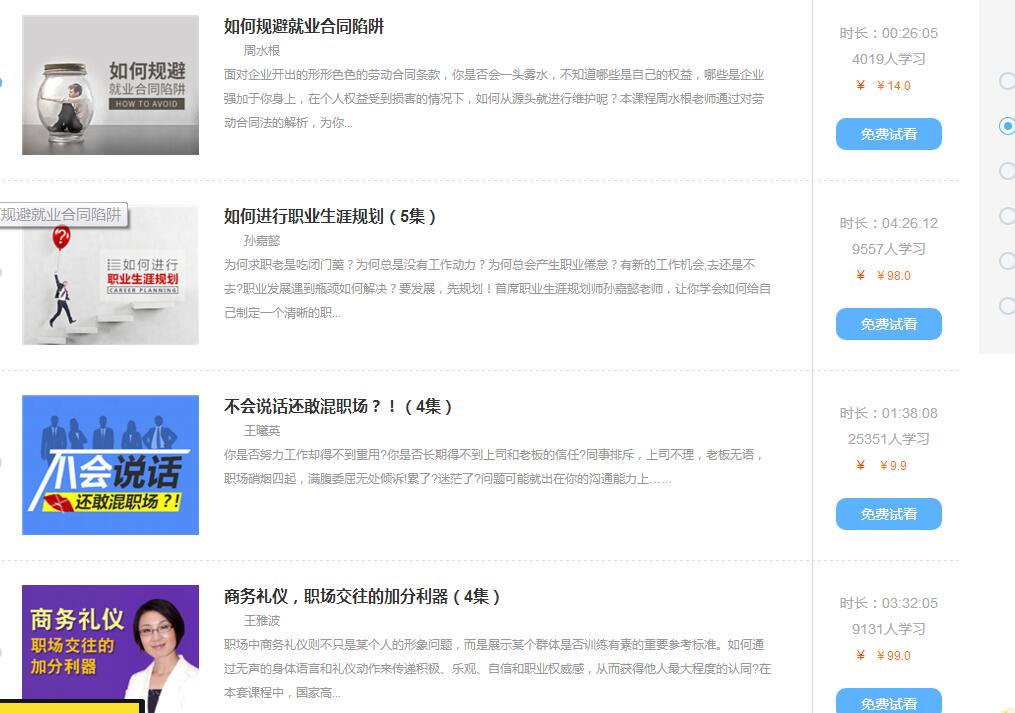 如何规避
就业合同陷阱
HOW TO AVOID
如何规避就业合同陷阱
周水根
面对企业开出的形形色色的劳动合同条款，你是否会一头雾水，不知道哪些是自己的权益，哪些是企业
强加于你身上，在个人权益受到损害的情况下，如何从源头就进行维护呢？本课程周水根老师通过对劳
动合同法的解析，为你...
时长：00:26:05
4019人学习
￥ ￥14.0
免费试看
规避就业合同陷阱
如何进行
职业生涯规划
CAREER PLANNING
如何进行职业生涯规划（5集）
孙嘉懿
为何求职老是吃闭门羹？为何总是没有工作动力？为何总会产生职业倦怠？有新的工作机会,去还是不
去?职业发展遇到瓶颈如何解决？要发展，先规划！首席职业生涯规划师孙嘉懿老师，让你学会如何给自
己制定一个清晰的职...
时长：04:26:12
9557人学习
￥ ￥98.0
免费试看
不会说话
还敢混职场?!
不会说话还敢混职场？！（4集）
王曦英
你是否努力工作却得不到重用?你是否长期得不到上司和老板的信任?同事排斥，上司不理，老板无语，
职场硝烟四起，满腹委屈无处倾诉!累了?迷茫了?问题可能就出在你的沟通能力上……
时长：01:38:08
25351人学习
￥ ￥9.9
免费试看
商务礼仪
职场交往的
加分利器
商务礼仪，职场交往的加分利器（4集）
王雅波
职场中商务礼仪则不只是某个人的形象问题，而是展示某个群体是否训练有素的重要参考标准。如何通
过无声的身体语言和礼仪动作来传递积极、乐观、自信和职业权威感，从而获得他人最大程度的认同?在
本套课程中，国家高...
时长：03:32:05
9131人学习
￥ ￥99.0
免费试看